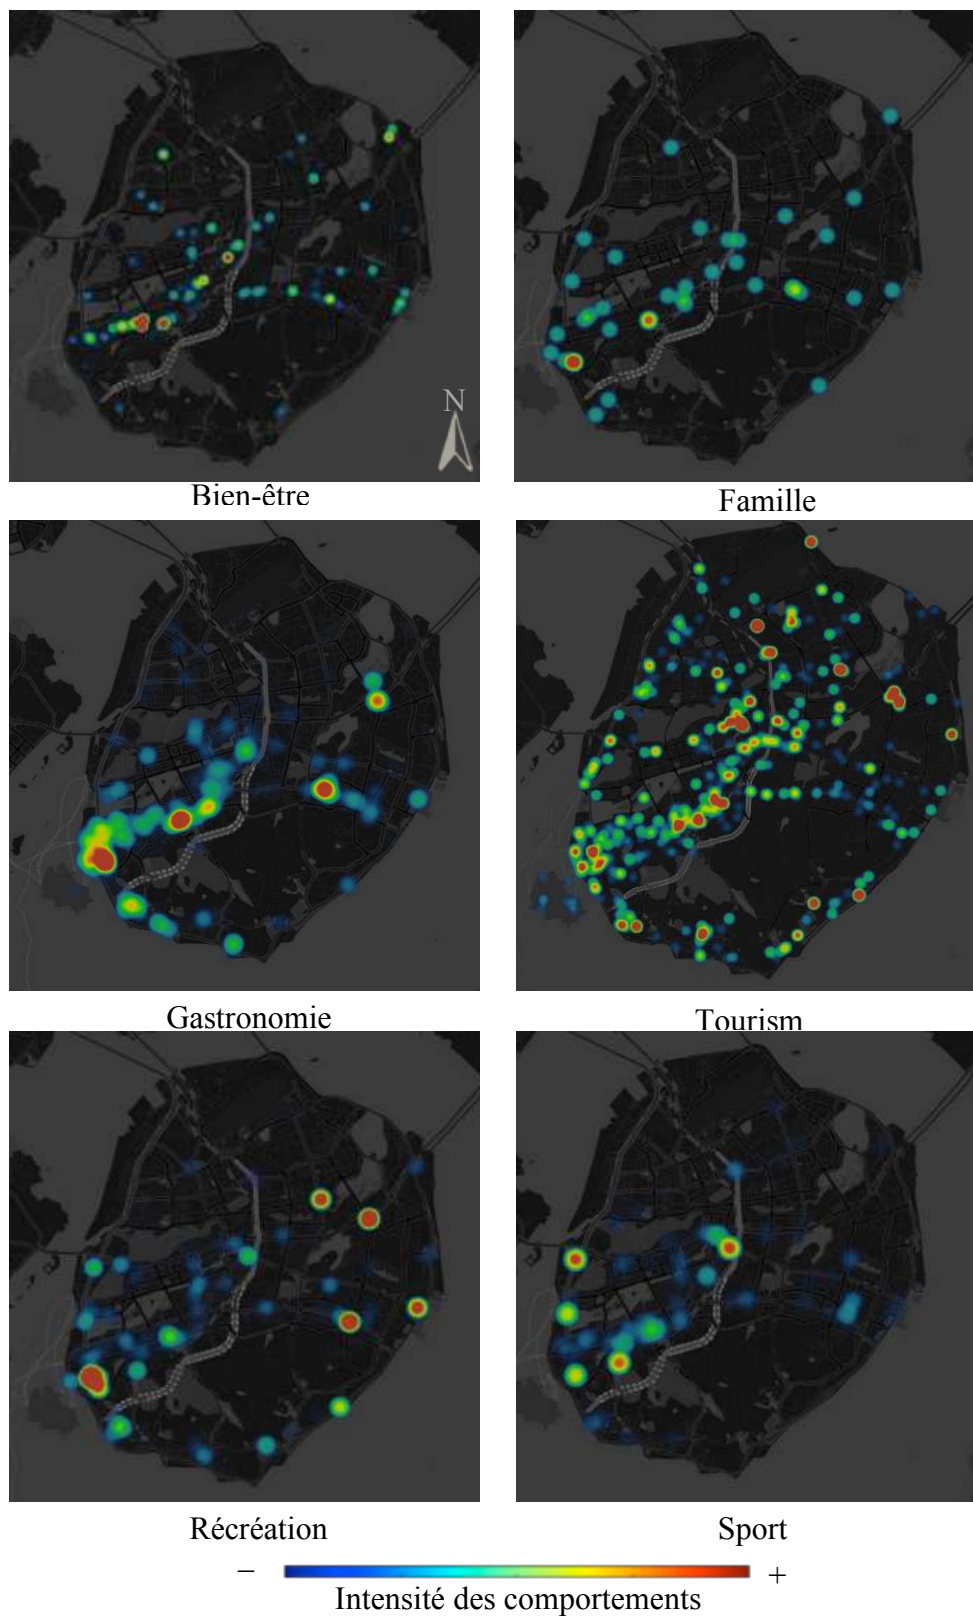 N
Bien-être
Famille
Gastronomie
Tourism
Récréation
Sport
− +
Intensité des comportements